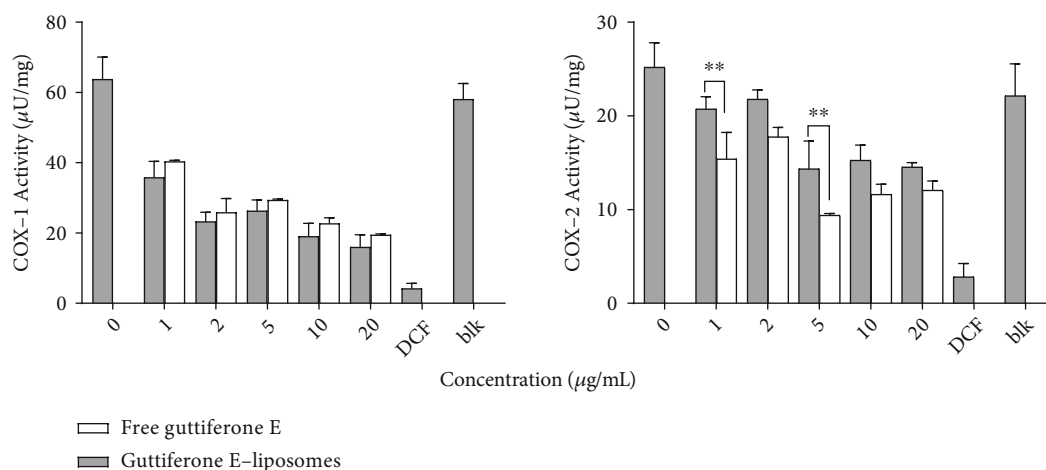 COX–1 Activity (μU/mg)
80
60
40
20
0
0
1
2
5
10
20
DCF
blk
COX–2 Activity (μU/mg)
30
20
10
0
**
**
0
1
2
5
10
20
DCF
blk
Concentration (μg/mL)
Free guttiferone E
Guttiferone E–liposomes